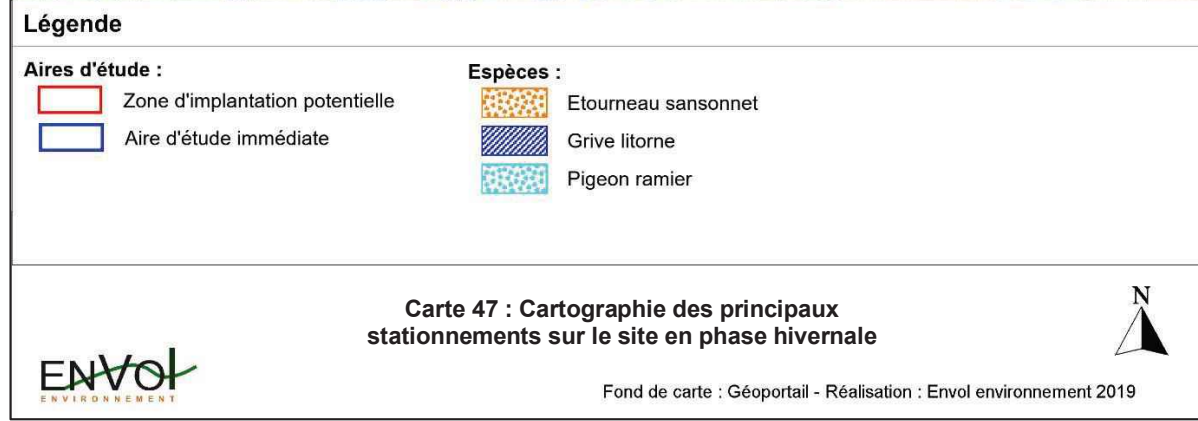 Légende
Aires d'étude :
Zone d'implantation potentielle
Aire d'étude immédiate
Espèces :
Etourneau sansonnet
Grive litorne
Pigeon ramier
Carte 47 : Cartographie des principaux
stationnements sur le site en phase hivernale
N
ENVOl
ENVIRONNEMENT
Fond de carte : Géoportail - Réalisation : Envol environnement 2019